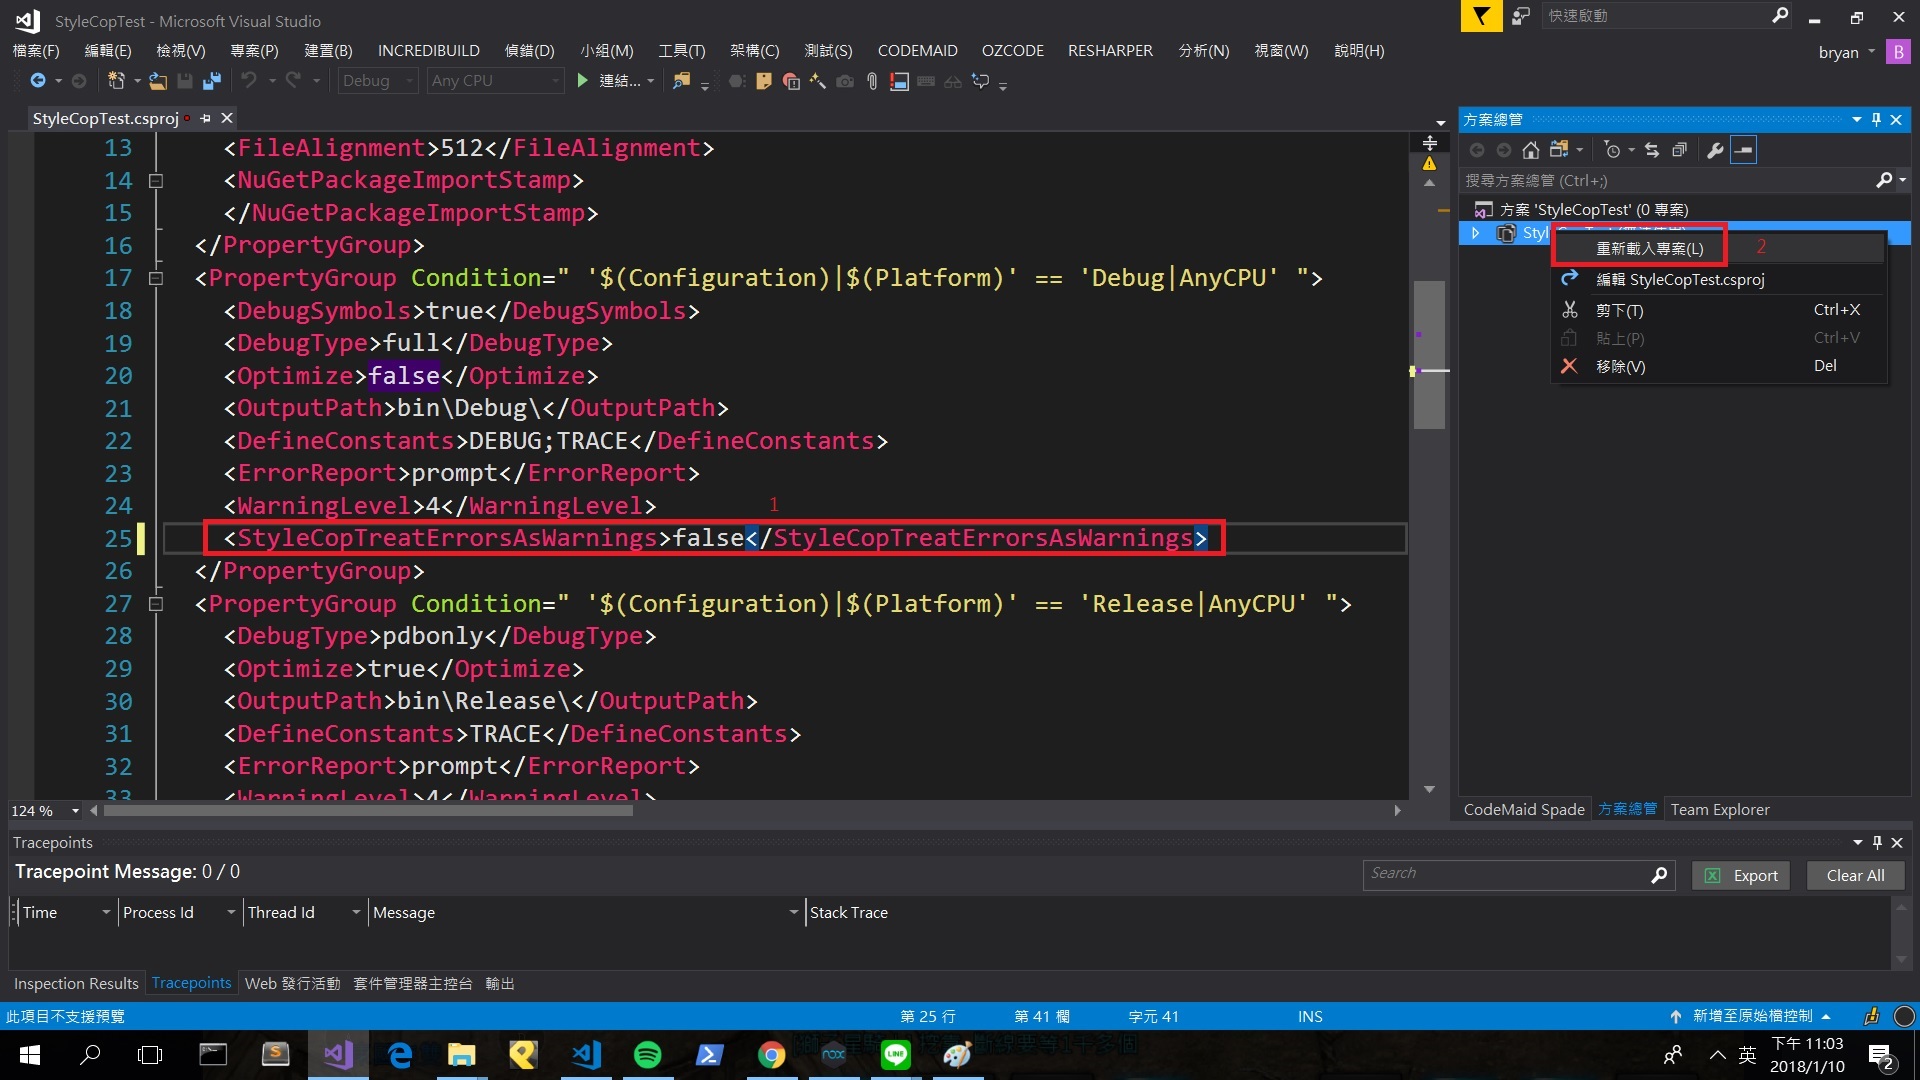 StyleCopTest - Microsoft Visual Studio
快速啟動
檔案(F) 編輯(E) 檢視(V) 專案(P) 建置(B) INCREDIBUILD 偵錯(D) 小組(M) 工具(T) 架構(C) 測試(S) CODEMAID OZCODE RESHARPER 分析(N) 視窗(W) 說明(H)
bryan B
Debug Any CPU 連結...
StyleCopTest.csproj
13 <FileAlignment>512</FileAlignment>
14 <NuGetPackageImportStamp>
15 </NuGetPackageImportStamp>
16 </PropertyGroup>
17 <PropertyGroup Condition=" '$(Configuration)|$(Platform)' == 'Debug|AnyCPU' ">
18 <DebugSymbols>true</DebugSymbols>
19 <DebugType>full</DebugType>
20 <Optimize>false</Optimize>
21 <OutputPath>bin\Debug\</OutputPath>
22 <DefineConstants>DEBUG;TRACE</DefineConstants>
23 <ErrorReport>prompt</ErrorReport>
24 <WarningLevel>4</WarningLevel>
1
25 <StyleCopTreatErrorsAsWarnings>false</StyleCopTreatErrorsAsWarnings>
26 </PropertyGroup>
27 <PropertyGroup Condition=" '$(Configuration)|$(Platform)' == 'Release|AnyCPU' ">
28 <DebugType>pdbonly</DebugType>
29 <Optimize>true</Optimize>
30 <OutputPath>bin\Release\</OutputPath>
31 <DefineConstants>TRACE</DefineConstants>
32 <ErrorReport>prompt</ErrorReport>
33 <WarningLevel>4</WarningLevel>
124 %
方案總管
搜尋方案總管 (Ctrl+;)
方案 'StyleCopTest' (0 專案)
重新載入專案(L) 2
編輯 StyleCopTest.csproj
剪下(T) Ctrl+X
貼上(P) Ctrl+V
移除(V) Del
CodeMaid Spade 方案總管 Team Explorer
Tracepoints
Tracepoint Message: 0 / 0
Search Export Clear All
Time Process Id Thread Id Message Stack Trace
Inspection Results Tracepoints Web 發行活動 套件管理器主控台 輸出
此項目不支援預覽 第 25 行 第 41 欄 字元 41 INS 新增至原始檔控制
英 下午 11:03
2018/1/10
2